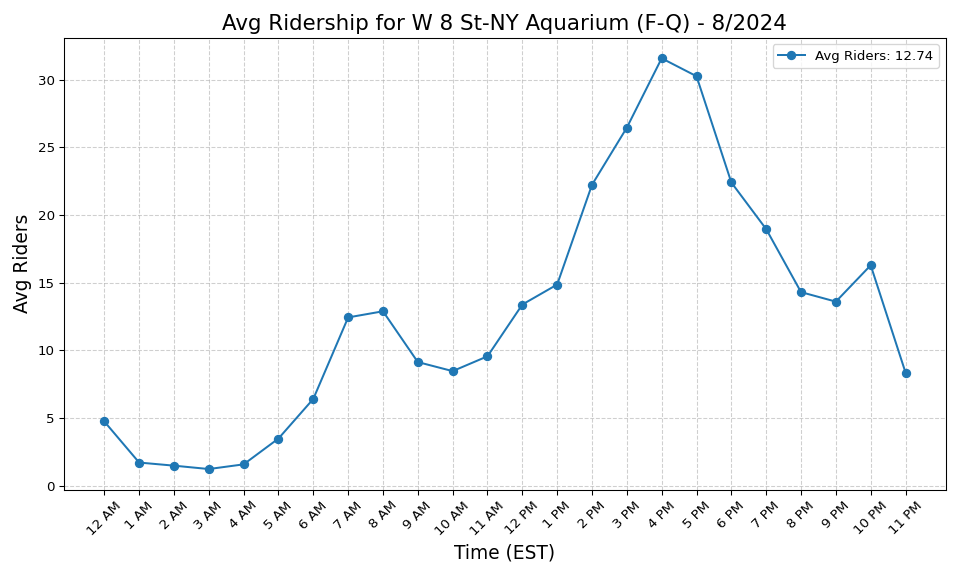 Avg Ridership for W 8 St-NY Aquarium (F-Q) - 8/2024
Avg Riders: 12.74
Avg Riders
30
25
20
15
10
5
0
12 AM
1 AM
2 AM
3 AM
4 AM
5 AM
6 AM
7 AM
8 AM
9 AM
10 AM
11 AM
12 PM
1 PM
2 PM
3 PM
4 PM
5 PM
6 PM
7 PM
8 PM
9 PM
10 PM
11 PM
Time (EST)